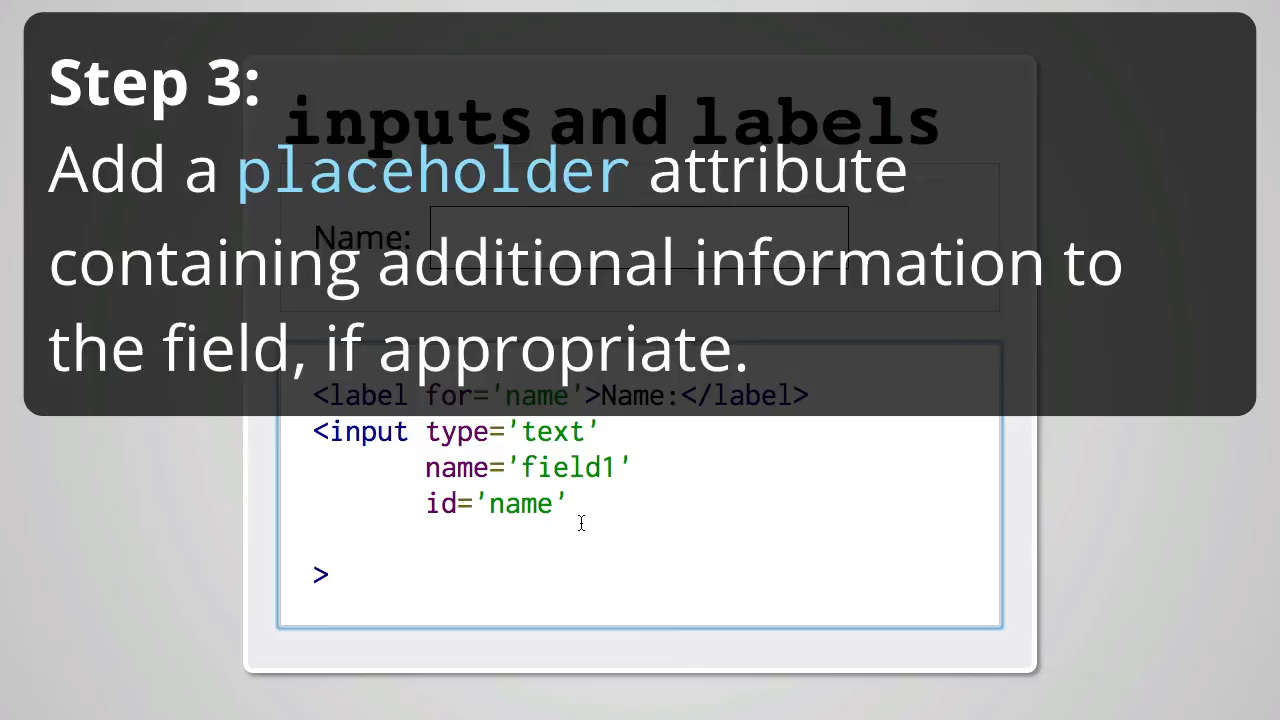 Step 3:
inputs and labels
Add a placeholder attribute
Name:
containing additional information to
the field, if appropriate.
<label for='name'>Name:</label>
<input type='text'
name='field1'
id='name'
>